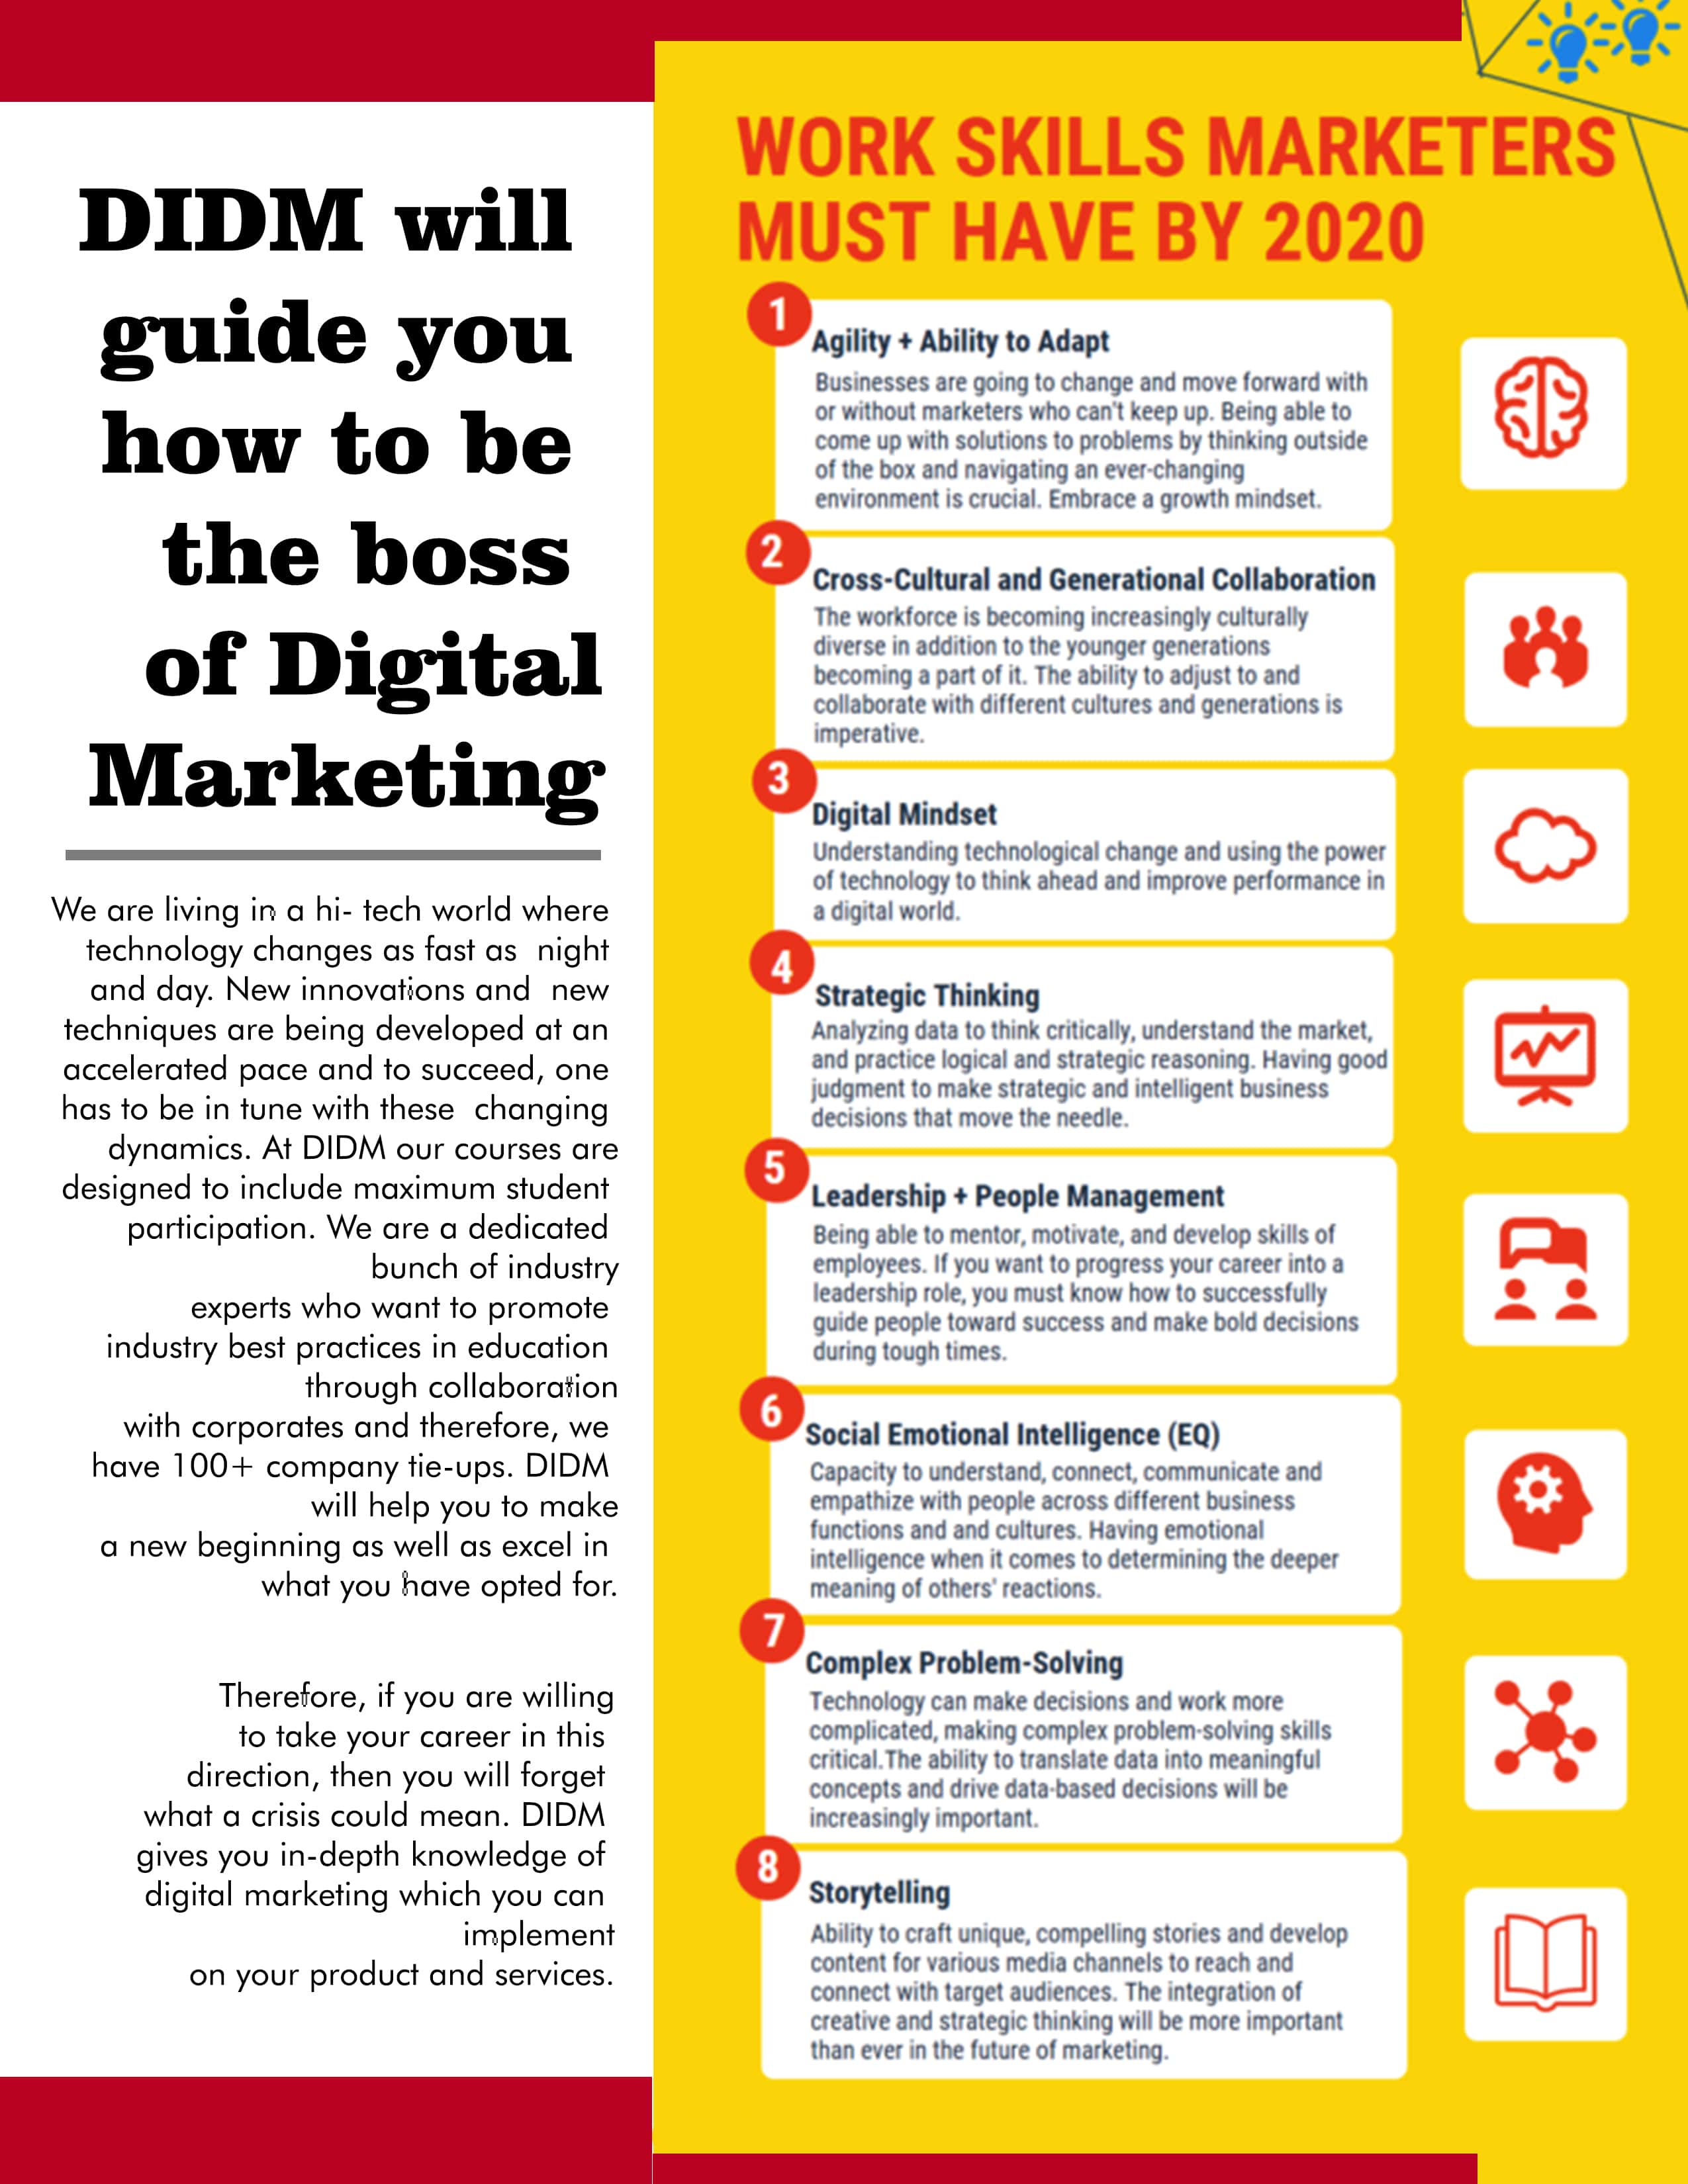 DIDM will
guide you
how to be
the boss
of Digital
Marketing
We are living in a hi- tech world where
technology changes as fast as night
and day. New innovations and new
techniques are being developed at an
accelerated pace and to succeed, one
has to be in tune with these changing
dynamics. At DIDM our courses are
designed to include maximum student
participation. We are a dedicated
bunch of industry
experts who want to promote
industry best practices in education
through collaboration
with corporates and therefore, we
have 100+ company tie-ups. DIDM
will help you to make
a new beginning as well as excel in
what you have opted for.
Therefore, if you are willing
to take your career in this
direction, then you will forget
what a crisis could mean. DIDM
gives you in-depth knowledge of
digital marketing which you can
implement
on your product and services.
WORK SKILLS MARKETERS
MUST HAVE BY 2020
1
Agility + Ability to Adapt
Businesses are going to change and move forward with
or without marketers who can't keep up. Being able to
come up with solutions to problems by thinking outside
of the box and navigating an ever-changing
environment is crucial. Embrace a growth mindset.
2
Cross-Cultural and Generational Collaboration
The workforce is becoming increasingly culturally
diverse in addition to the younger generations
becoming a part of it. The ability to adjust to and
collaborate with different cultures and generations is
imperative.
3
Digital Mindset
Understanding technological change and using the power
of technology to think ahead and improve performance in
a digital world.
4
Strategic Thinking
Analyzing data to think critically, understand the market,
and practice logical and strategic reasoning. Having good
judgment to make strategic and intelligent business
decisions that move the needle.
5
Leadership + People Management
Being able to mentor, motivate, and develop skills of
employees. If you want to progress your career into a
leadership role, you must know how to successfully
guide people toward success and make bold decisions
during tough times.
6
Social Emotional Intelligence (EQ)
Capacity to understand, connect, communicate and
empathize with people across different business
functions and and cultures. Having emotional
intelligence when it comes to determining the deeper
meaning of others' reactions.
7
Complex Problem-Solving
Technology can make decisions and work more
complicated, making complex problem-solving skills
critical.The ability to translate data into meaningful
concepts and drive data-based decisions will be
increasingly important.
8
Storytelling
Ability to craft unique, compelling stories and develop
content for various media channels to reach and
connect with target audiences. The integration of
creative and strategic thinking will be more important
than ever in the future of marketing.